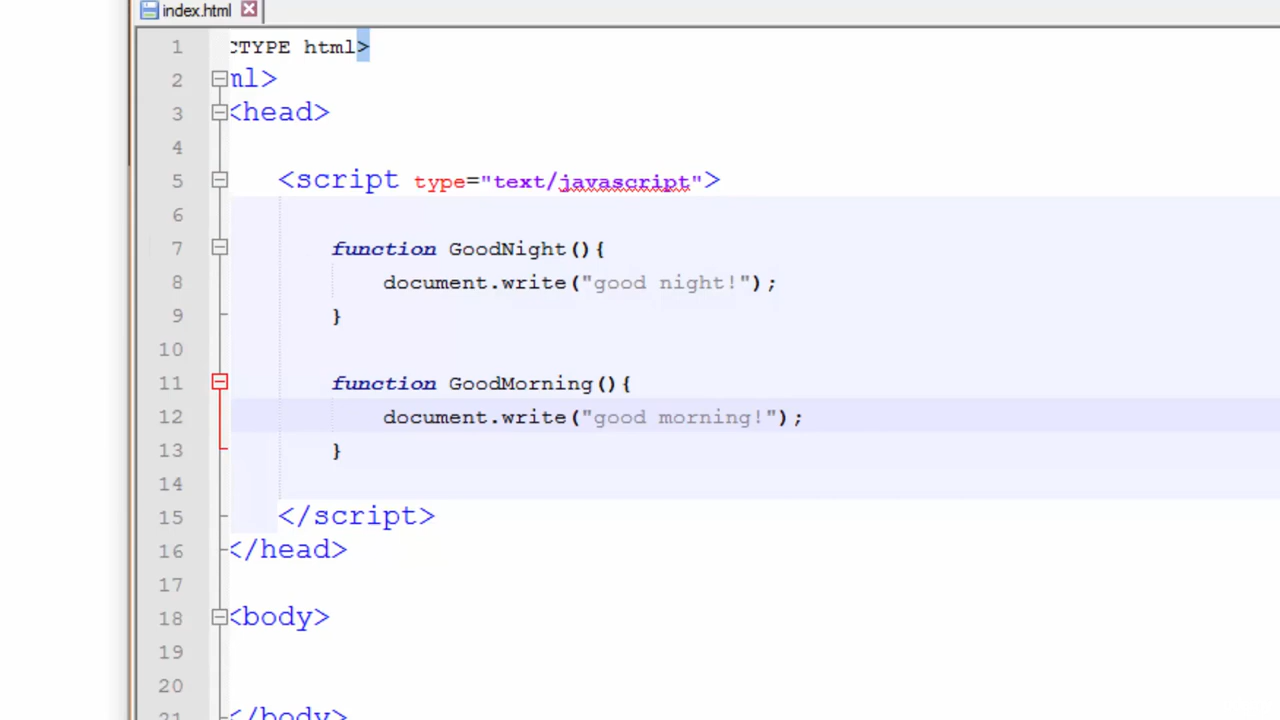 index.html
1 CTYPE html>
2 ml>
3 <head>
4
5 <script type="text/javascript">
6
7 function GoodNight(){
8 document.write("good night!");
9 }
10
11 function GoodMorning(){
12 document.write("good morning!");
13 }
14
15 </script>
16 </head>
17
18 <body>
19
20
21 </body>